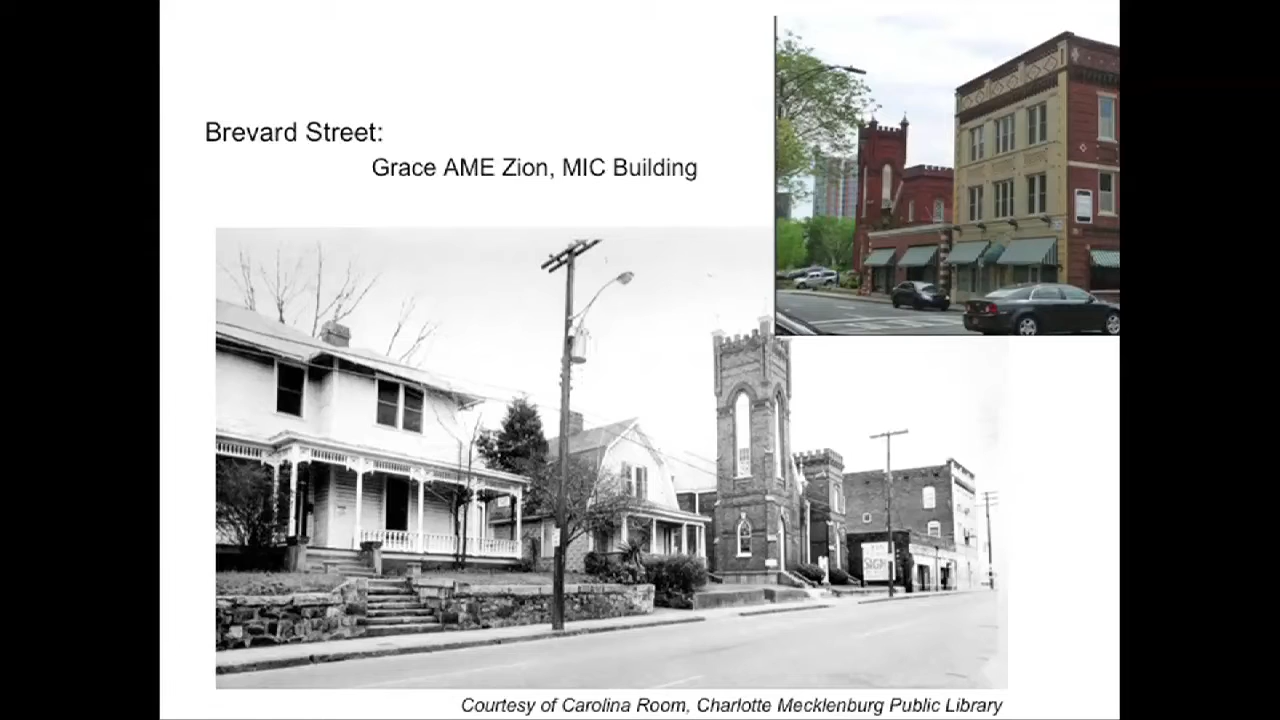 Brevard Street:
Grace AME Zion, MIC Building
Courtesy of Carolina Room, Charlotte Mecklenburg Public Library